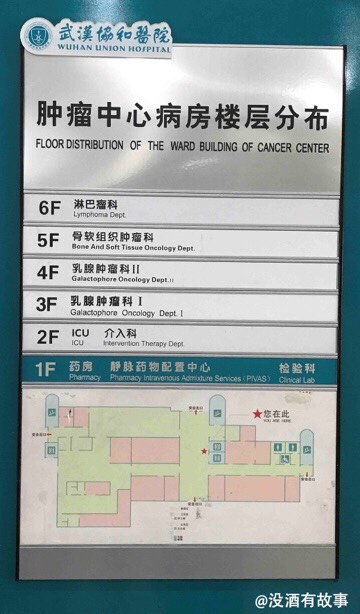 武漢協和醫院
WUHAN UNION HOSPITAL
肿瘤中心病房楼层分布
FLOOR DISTRIBUTION OF THE WARD BUILDING OF CANCER CENTER
6F 淋巴瘤科
Lymphoma Dept.
5F 骨软组织肿瘤科
Bone and Soft Tissue Oncology Dept.
4F 乳腺肿瘤科II
Galactophore Oncology Dept.II
3F 乳腺肿瘤科 I
Galactophore Oncology Dept. I
2F ICU 介入科
ICU Intervention Therapy Dept.
1F 药房 静脉药物配置中心 检验科
Pharmacy Pharmacy Intravenous Admixture Services (PIVAS) Clinical Lab
您在此
YOU ARE HERE
@没酒有故事